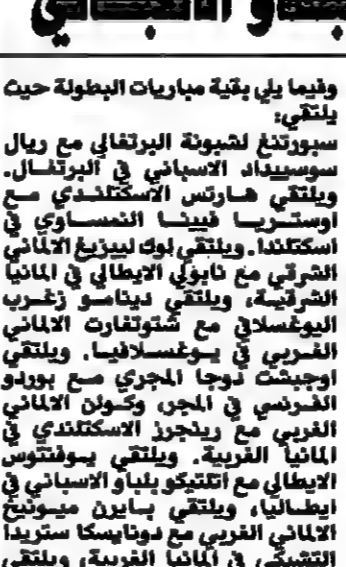 بلباو الاسباني
وفيما يلي بقية مباريات البطولة حيث
يلتقي:
سبورتنغ لشبونة البرتغالي مع ريال
سوسييداد الاسباني في البرتغال.
ويلتقي هارتس الاسكتلندي مع
اوستريا فيينا النمساوي في
اسكتلندا. ويلتقي لوك ليبزيغ الالماني
الشرقي مع نابولي الايطالي في المانيا
الشرقية، ويلتقي دينامو زغرب
اليوغسلافي مع شتوتغارت الالماني
الغربي في يوغسلافيا. ويلتقي
اوجبشت دوجا المجري مع بوردو
الفرنسي في المجر، وكولن الالماني
الغربي مع رينجرز الاسكتلندي في
المانيا الغربية. ويلتقي يوفنتوس
الايطالي مع اتلتيكو بلباو الاسباني في
ايطاليا، ويلتقي بايرن ميونيخ
الالماني الغربي مع دونايسكا ستريدا
التشيكي في المانيا الغربية، ويلتقي